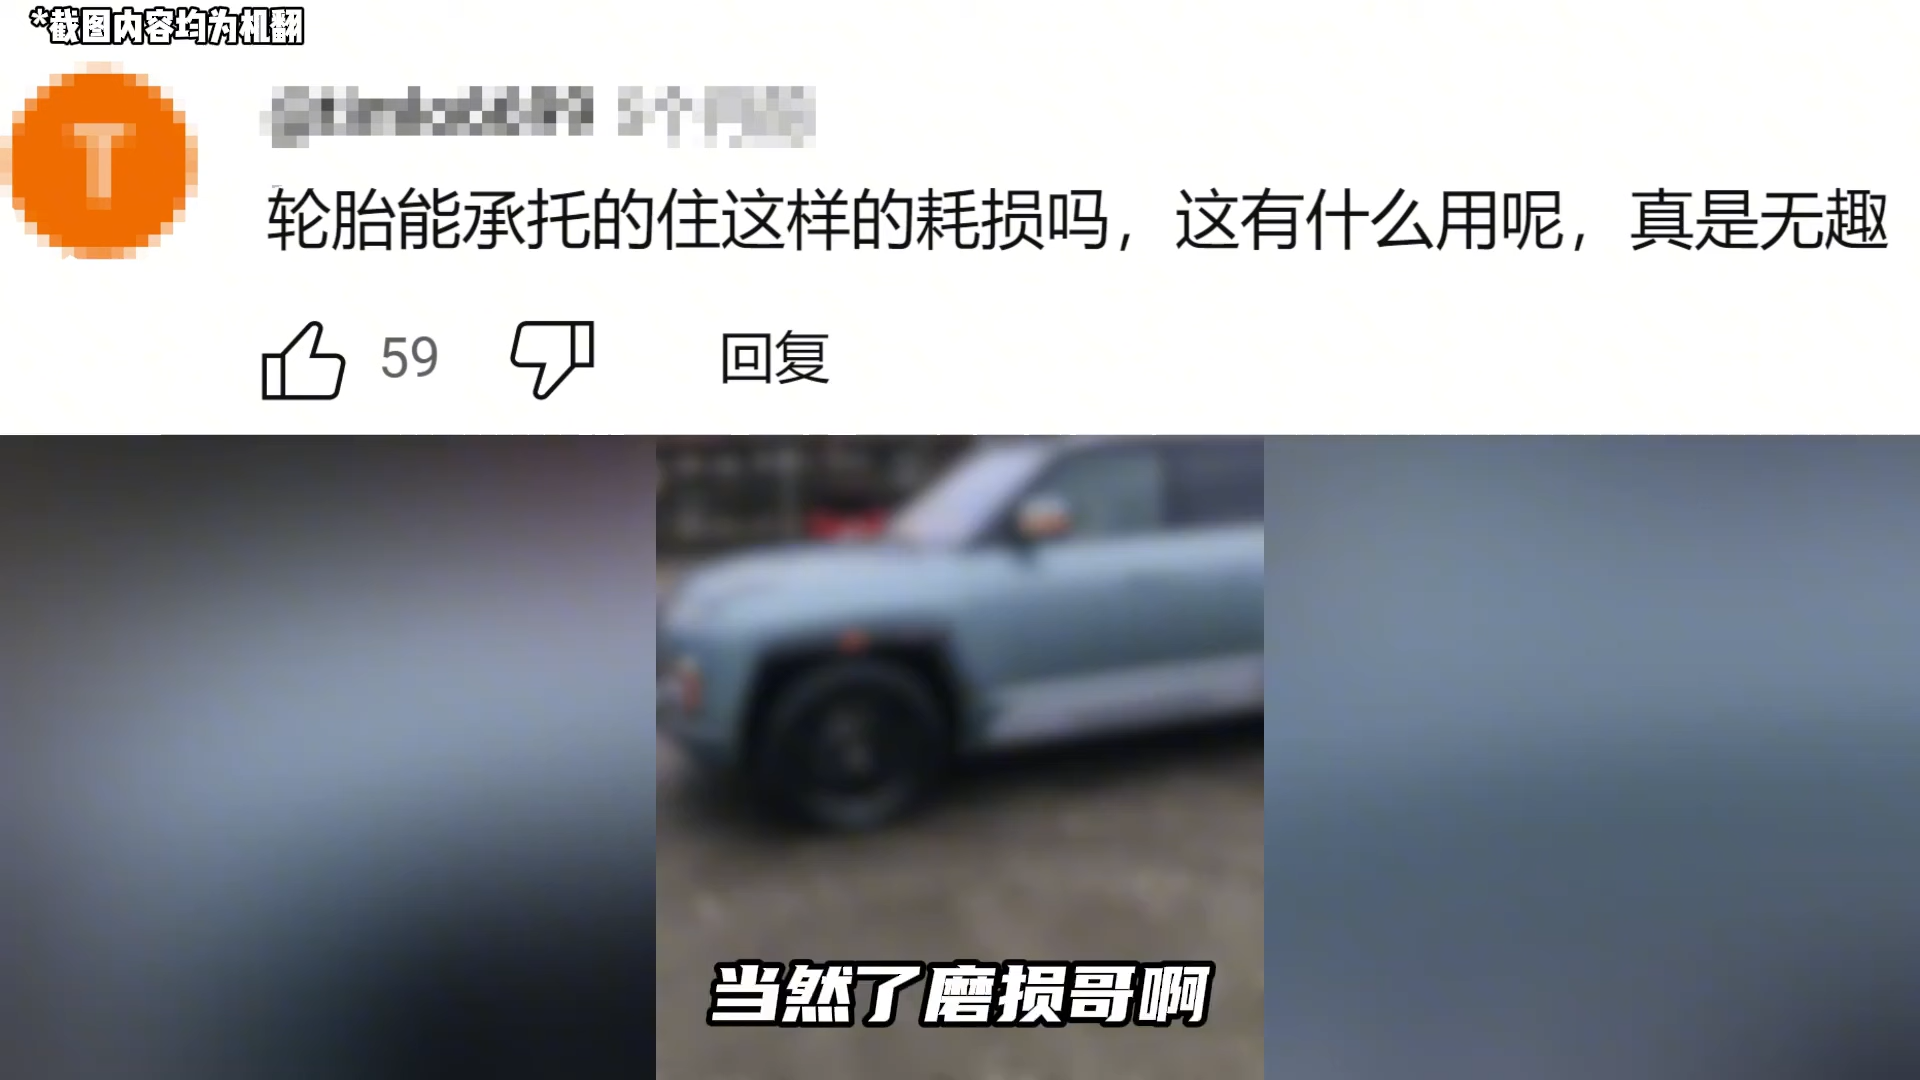 *截图内容均为机翻
T
轮胎能承托的住这样的耗损吗，这有什么用呢，真是无趣
59
回复
当然了磨损哥啊